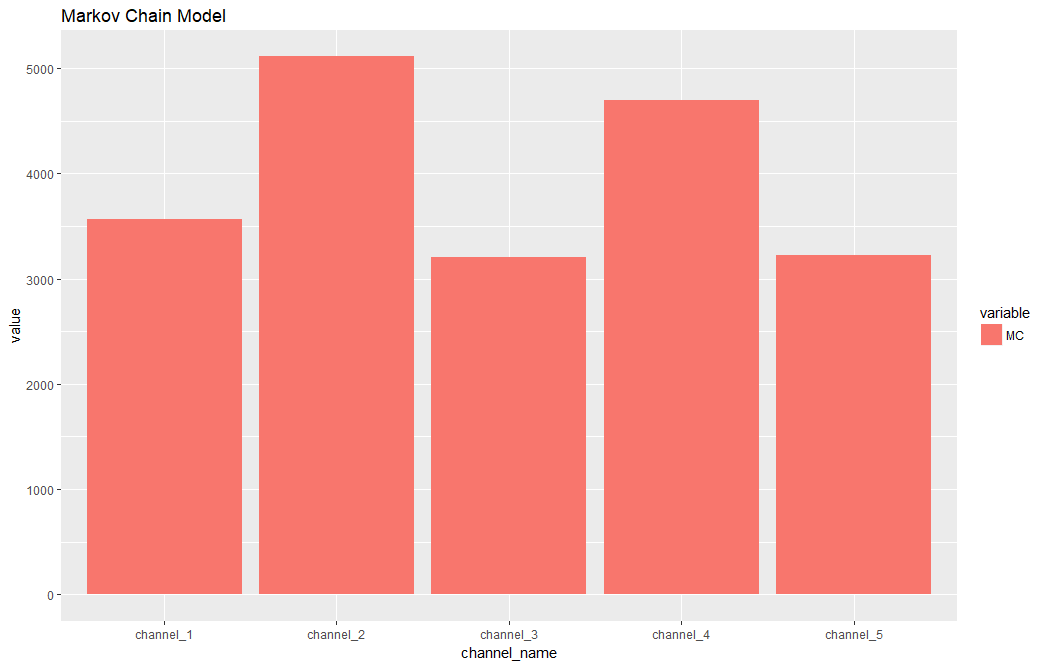 Markov Chain Model
5000
4000
3000
2000
1000
0
value
channel_1 channel_2 channel_3 channel_4 channel_5
channel_name
variable
MC